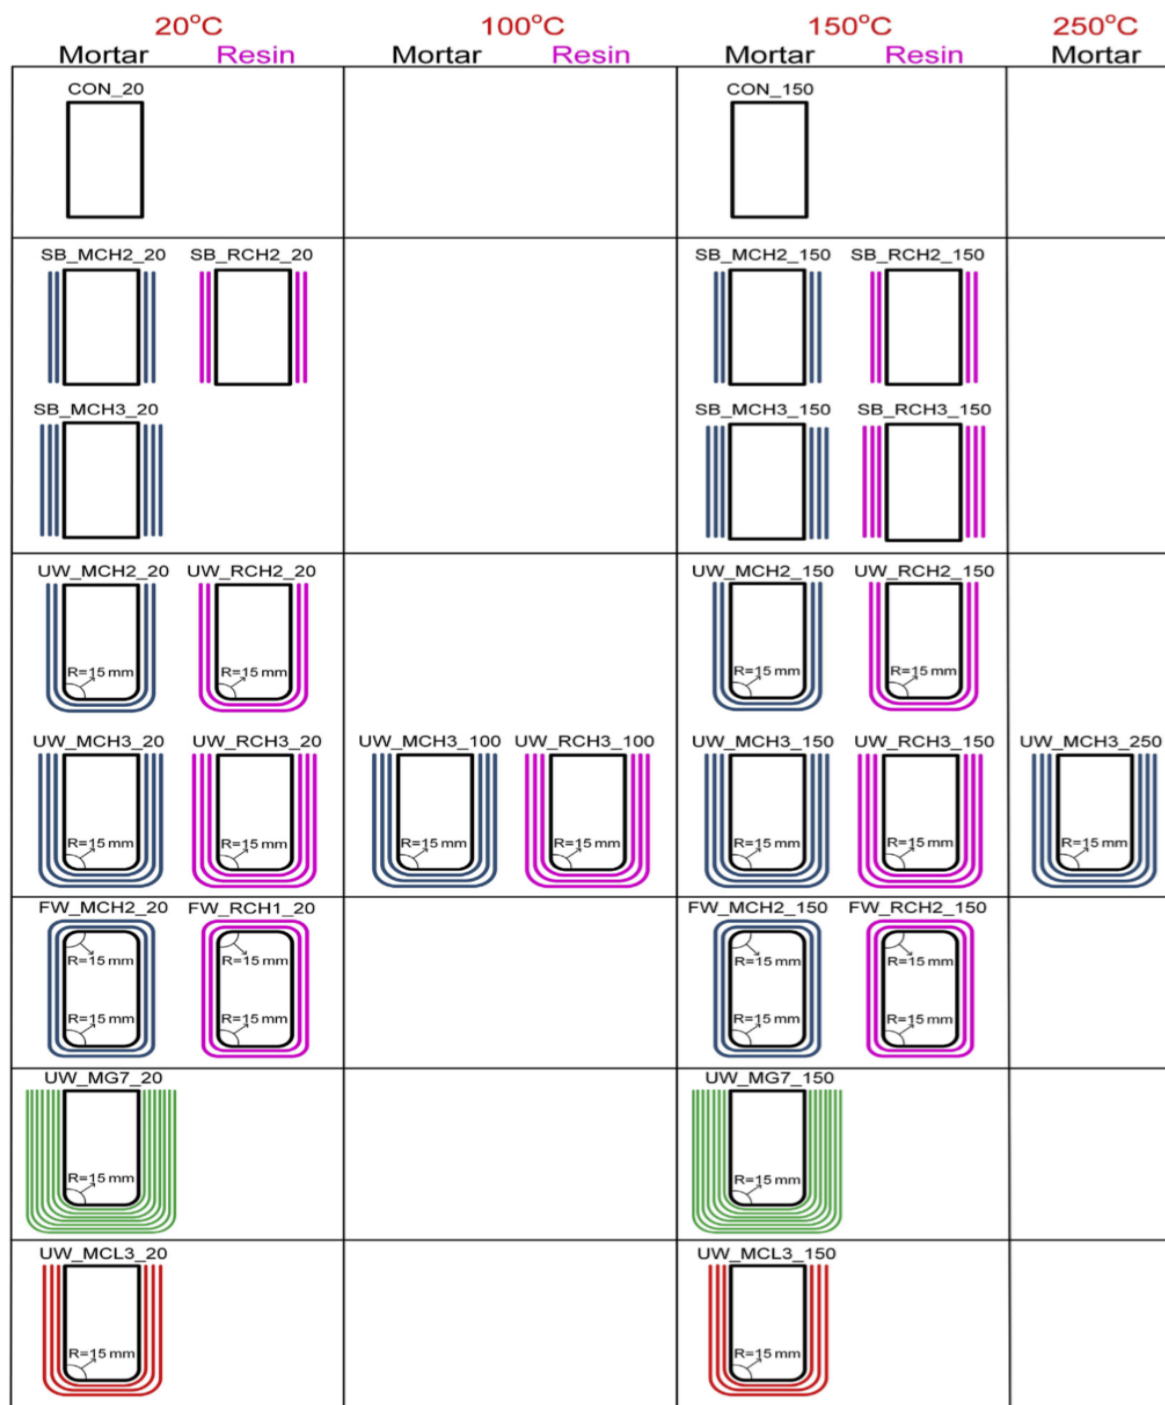 20°C 100°C 150°C 250°C
Mortar Resin Mortar Resin Mortar Resin Mortar
CON_20 CON_150
SB_MCH2_20 SB_RCH2_20 SB_MCH2_150 SB_RCH2_150
SB_MCH3_20 SB_MCH3_150 SB_RCH3_150
UW_MCH2_20 UW_RCH2_20 UW_MCH2_150 UW_RCH2_150
R=15 mm R=15 mm R=15 mm R=15 mm
UW_MCH3_20 UW_RCH3_20 UW_MCH3_100 UW_RCH3_100 UW_MCH3_150 UW_RCH3_150 UW_MCH3_250
R=15 mm R=15 mm R=15 mm R=15 mm R=15 mm R=15 mm R=15 mm
FW_MCH2_20 FW_RCH1_20 FW_MCH2_150 FW_RCH2_150
R=15 mm R=15 mm R=15 mm R=15 mm
R=15 mm R=15 mm R=15 mm R=15 mm
UW_MG7_20 UW_MG7_150
R=15 mm R=15 mm
UW_MCL3_20 UW_MCL3_150
R=15 mm R=15 mm